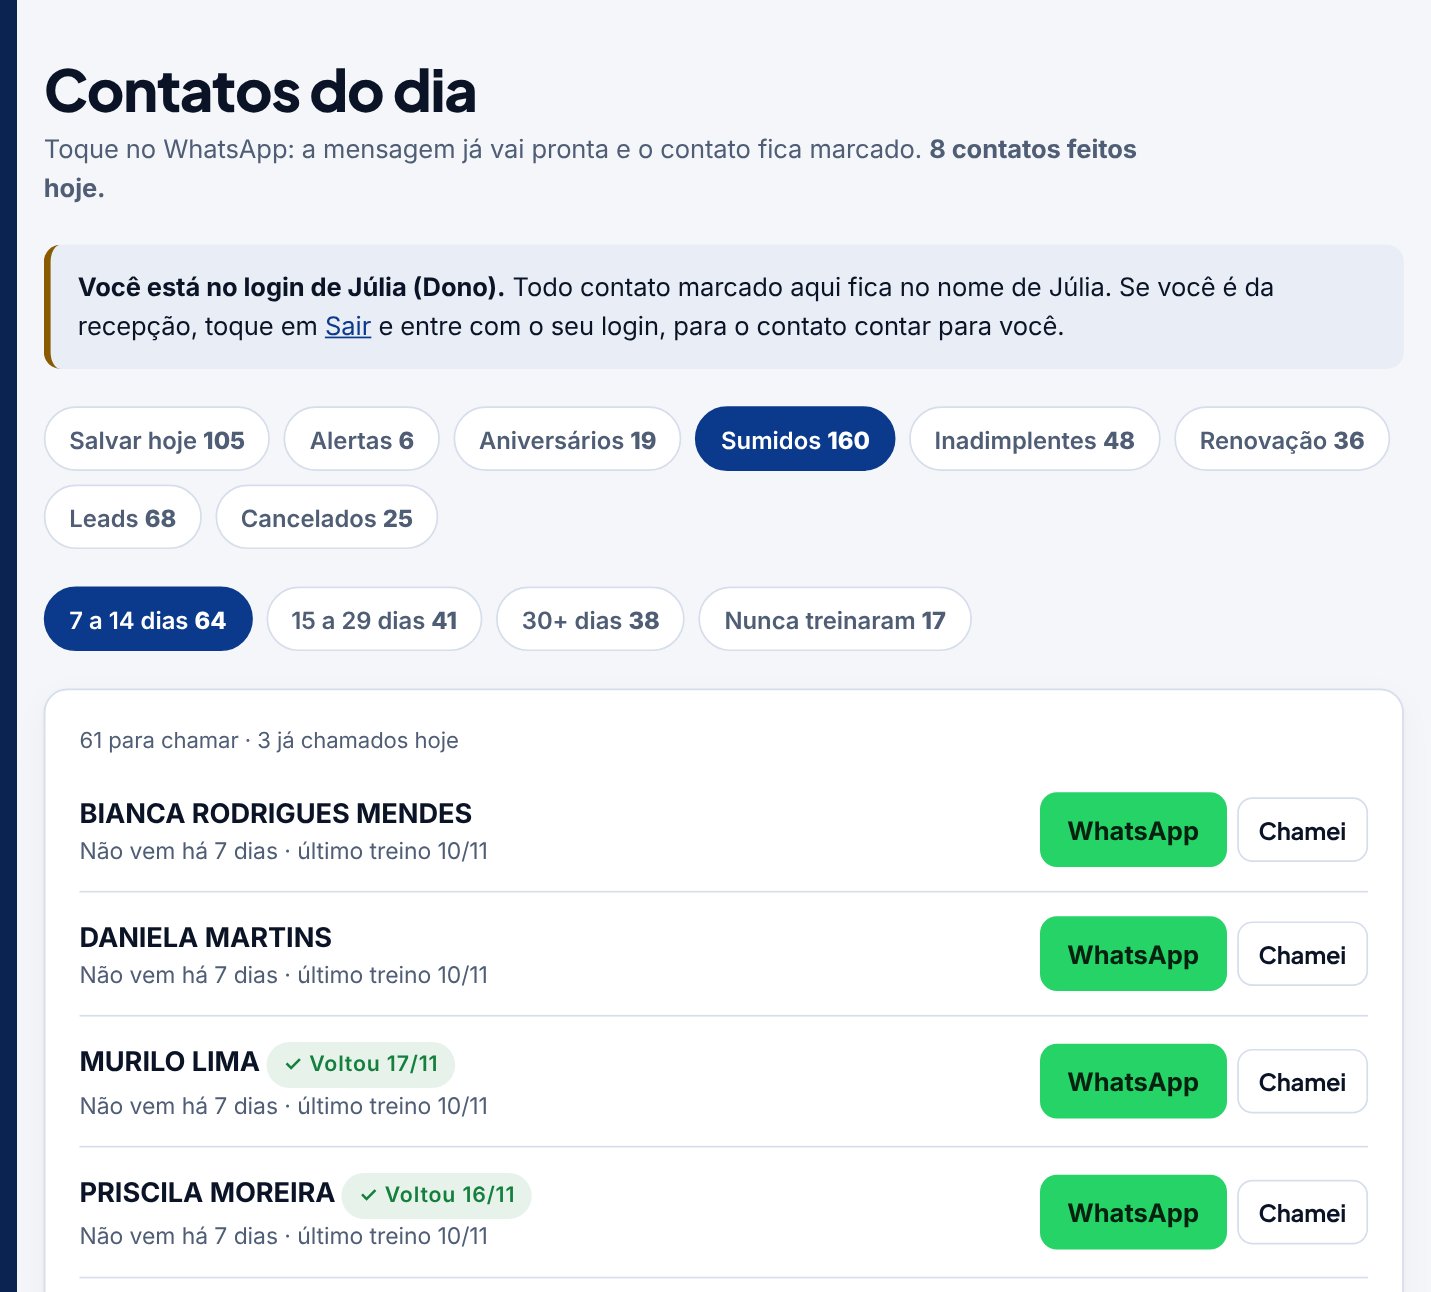 Contatos do dia
Toque no WhatsApp: a mensagem já vai pronta e o contato fica marcado. 8 contatos feitos
hoje.
Você está no login de Júlia (Dono). Todo contato marcado aqui fica no nome de Júlia. Se você é da
recepção, toque em Sair e entre com o seu login, para o contato contar para você.
Salvar hoje 105 Alertas 6 Aniversários 19 Sumidos 160 Inadimplentes 48 Renovação 36
Leads 68 Cancelados 25
7 a 14 dias 64 15 a 29 dias 41 30+ dias 38 Nunca treinaram 17
61 para chamar · 3 já chamados hoje
BIANCA RODRIGUES MENDES
Não vem há 7 dias · último treino 10/11
WhatsApp Chamei
DANIELA MARTINS
Não vem há 7 dias · último treino 10/11
WhatsApp Chamei
MURILO LIMA ✓ Voltou 17/11
Não vem há 7 dias · último treino 10/11
WhatsApp Chamei
PRISCILA MOREIRA ✓ Voltou 16/11
Não vem há 7 dias · último treino 10/11
WhatsApp Chamei